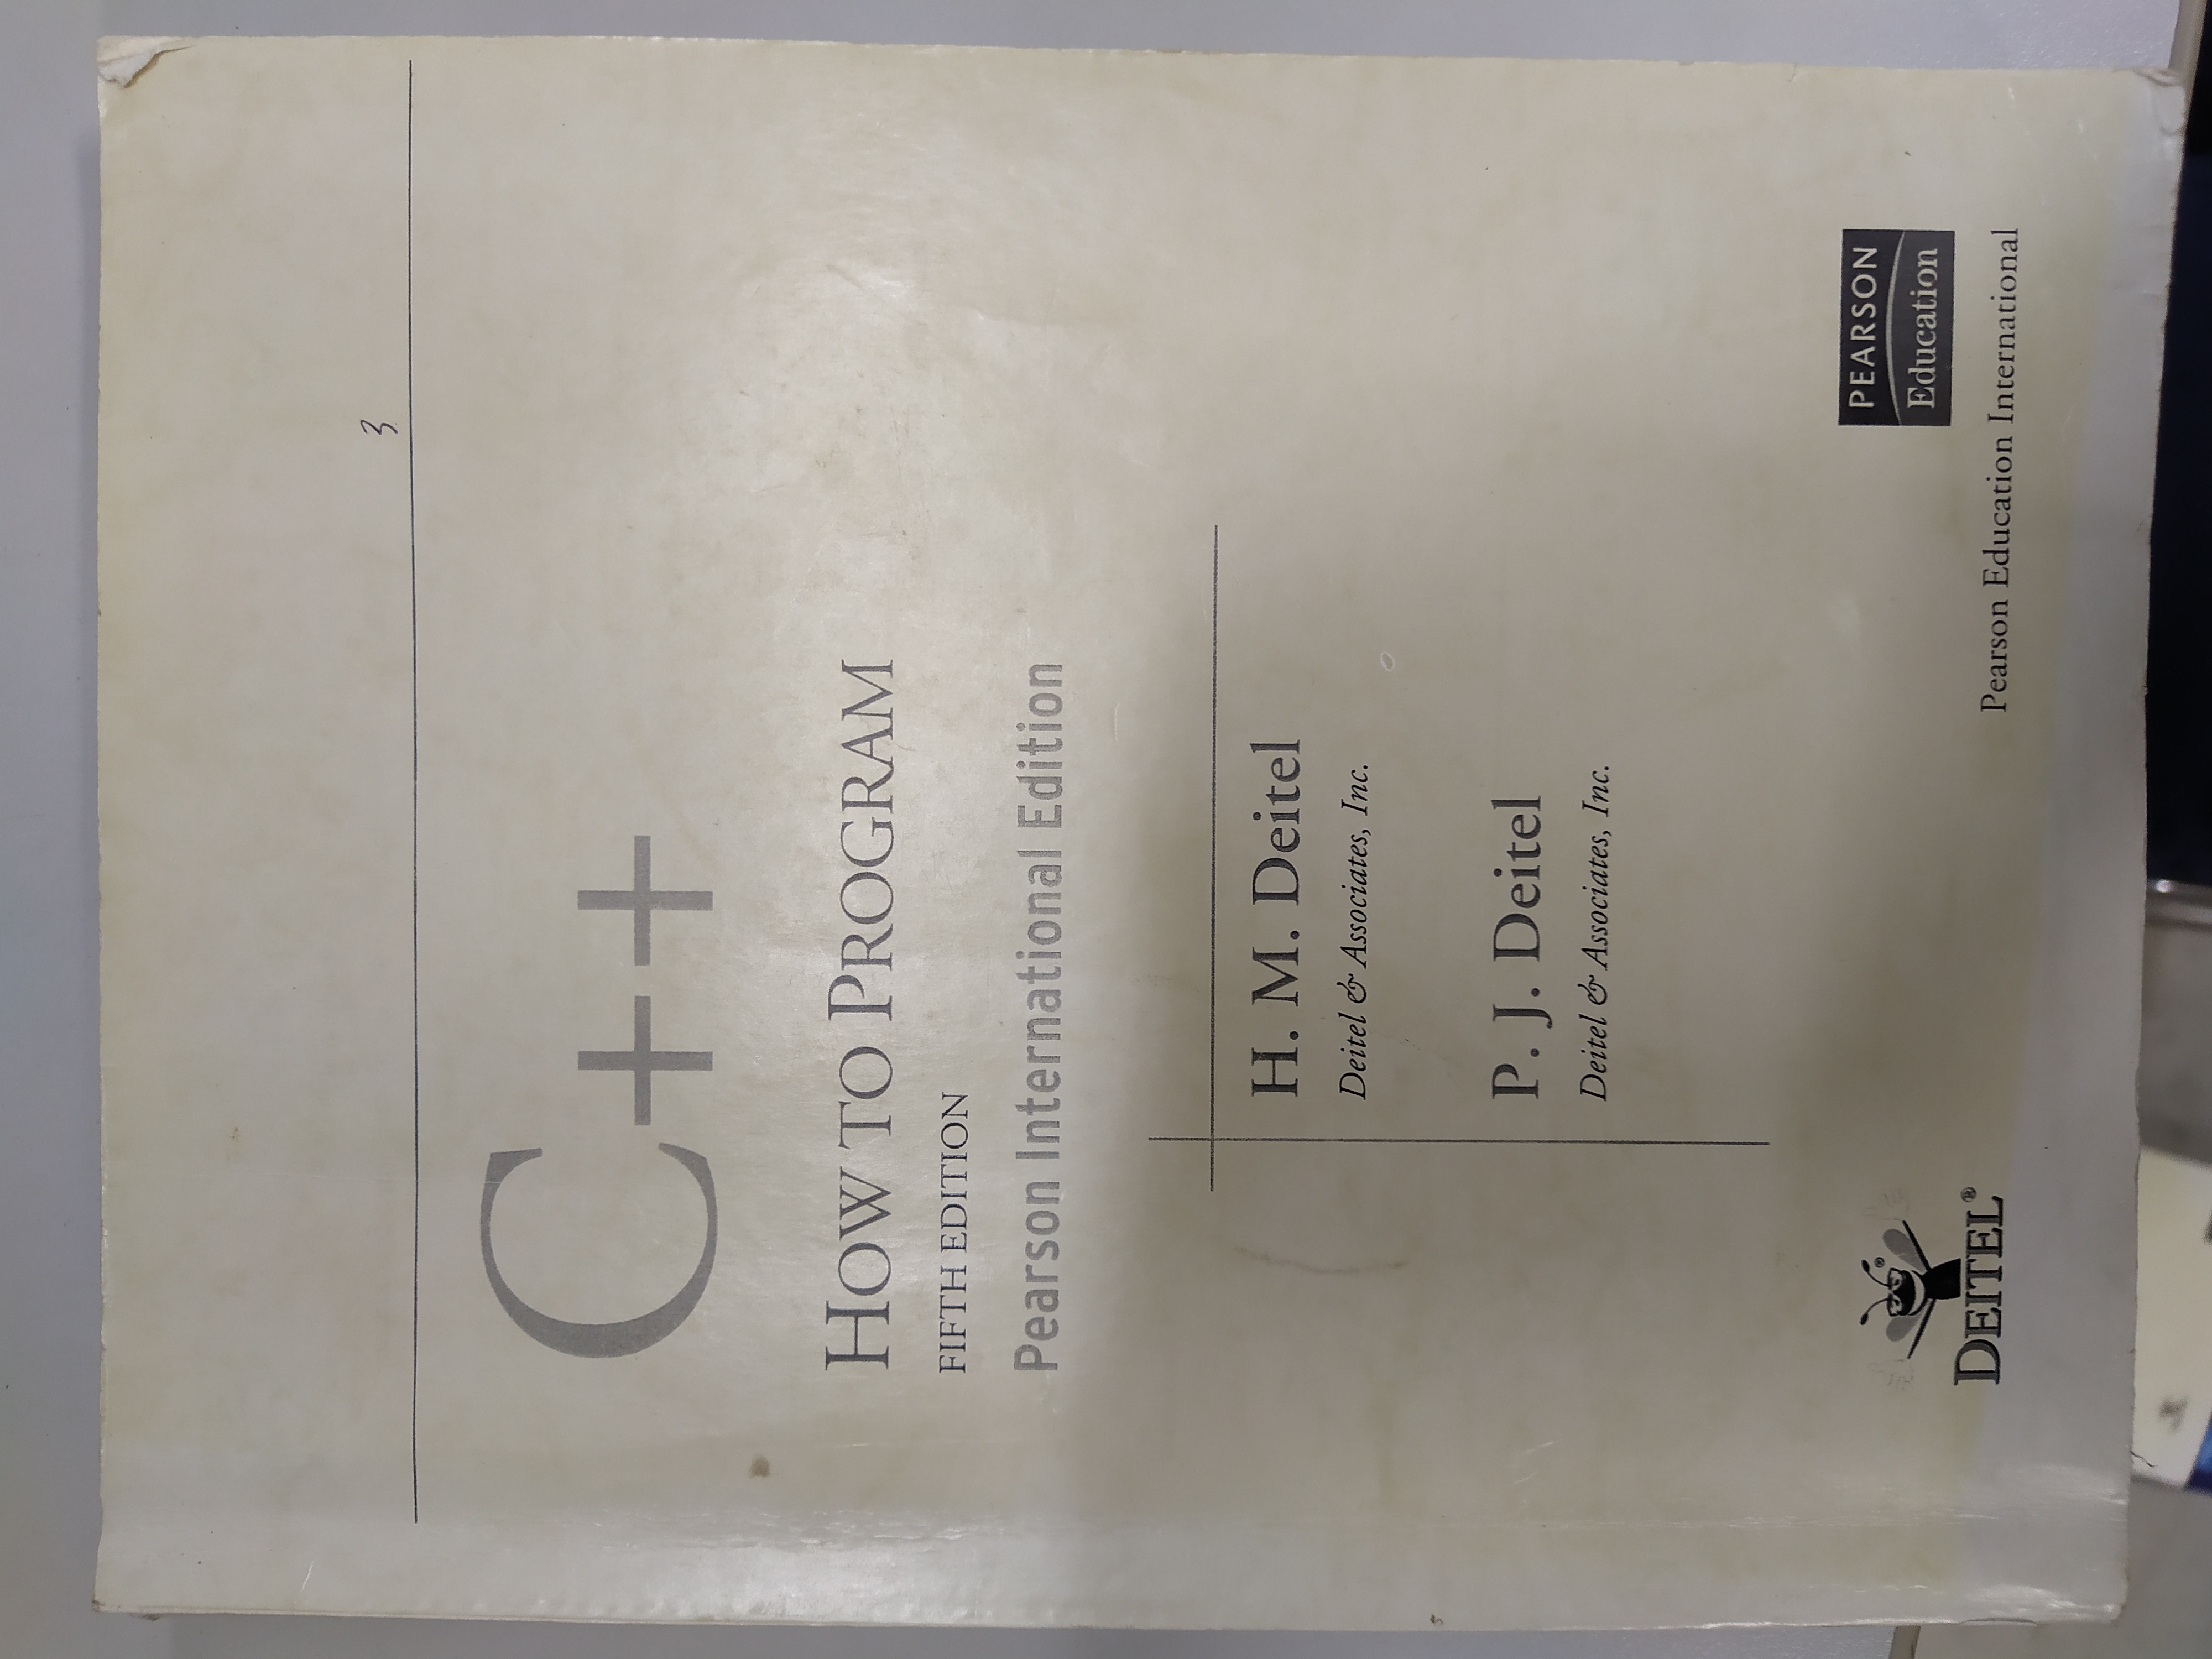 3
C++
HOW TO PROGRAM
FIFTH EDITION
Pearson International Edition
H. M. Deitel
Deitel & Associates, Inc.
P. J. Deitel
Deitel & Associates, Inc.
DEITEL®
PEARSON
Education
Pearson Education International